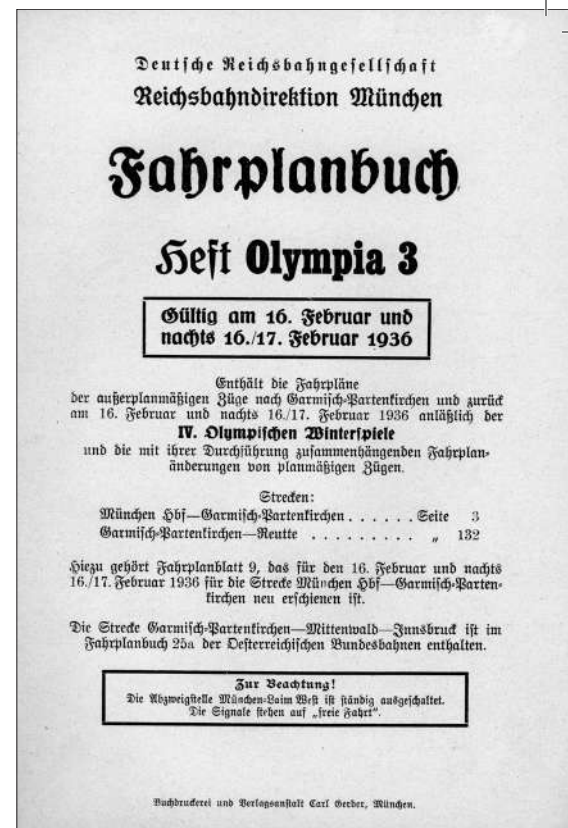 Deutsche Reichsbahngesellschaft
Reichsbahndirektion München
Fahrplanbuch
Heft Olympia 3
Gültig am 16. Februar und
nachts 16./17. Februar 1936
Enthält die Fahrpläne
der außerplanmäßigen Züge nach Garmisch-Partenkirchen und zurück
am 16. Februar und nachts 16./17. Februar 1936 anläßlich der
IV. Olympischen Winterspiele
und die mit ihrer Durchführung zusammenhängenden Fahrplan-
änderungen von planmäßigen Zügen.
Strecken:
München Hbf—Garmisch-Partenkirchen . . . . . . Seite 3
Garmisch-Partenkirchen—Reutte . . . . . . . . . „ 132
Hiezu gehört Fahrplanblatt 9, das für den 16. Februar und nachts
16./17. Februar 1936 für die Strecke München Hbf—Garmisch-Parten-
kirchen neu erschienen ist.
Die Strecke Garmisch-Partenkirchen—Mittenwald—Innsbruck ist im
Fahrplanbuch 25a der Oesterreichischen Bundesbahnen enthalten.
Zur Beachtung!
Die Abzweigstelle München-Laim West ist ständig ausgeschaltet.
Die Signale stehen auf „freie Fahrt".
Buchdruckerei und Verlagsanstalt Carl Gerber, München.